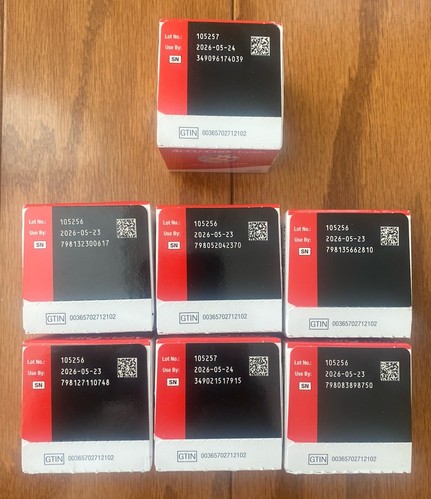 Lot No.: 105257
Use By: 2026-05-24
SN 349096174039
GTIN 00365702712102
Lot No.: 105256
Use By: 2026-05-23
SN 798132300617
GTIN 00365702712102
Lot No.: 105256
Use By: 2026-05-23
SN 798052042370
GTIN 00365702712102
Lot No.: 105256
Use By: 2026-05-23
SN 798135662810
GTIN 00365702712102
Lot No.: 105256
Use By: 2026-05-23
SN 798127110748
GTIN 00365702712102
Lot No.: 105257
Use By: 2026-05-24
SN 349021517915
GTIN 00365702712102
Lot No.: 105256
Use By: 2026-05-23
SN 798083898750
GTIN 00365702712102